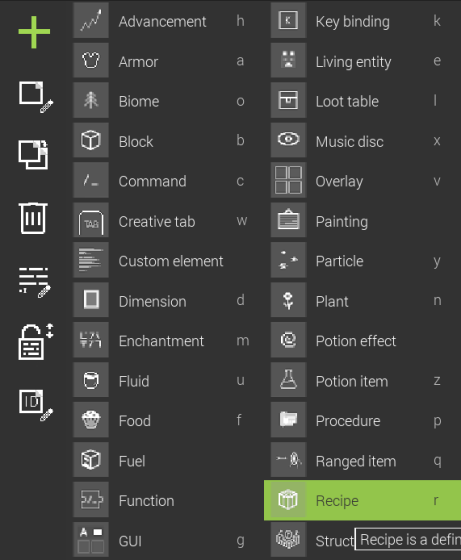 Advancement h
Armor a
Biome o
Block b
Command c
Creative tab w
Custom element
Dimension d
Enchantment m
Fluid u
Food f
Fuel
Function
GUI g
Key binding k
Living entity e
Loot table l
Music disc x
Overlay v
Painting
Particle y
Plant n
Potion effect
Potion item z
Procedure p
Ranged item q
Recipe r
Struct
Recipe is a defin
TAB
ID
K
A